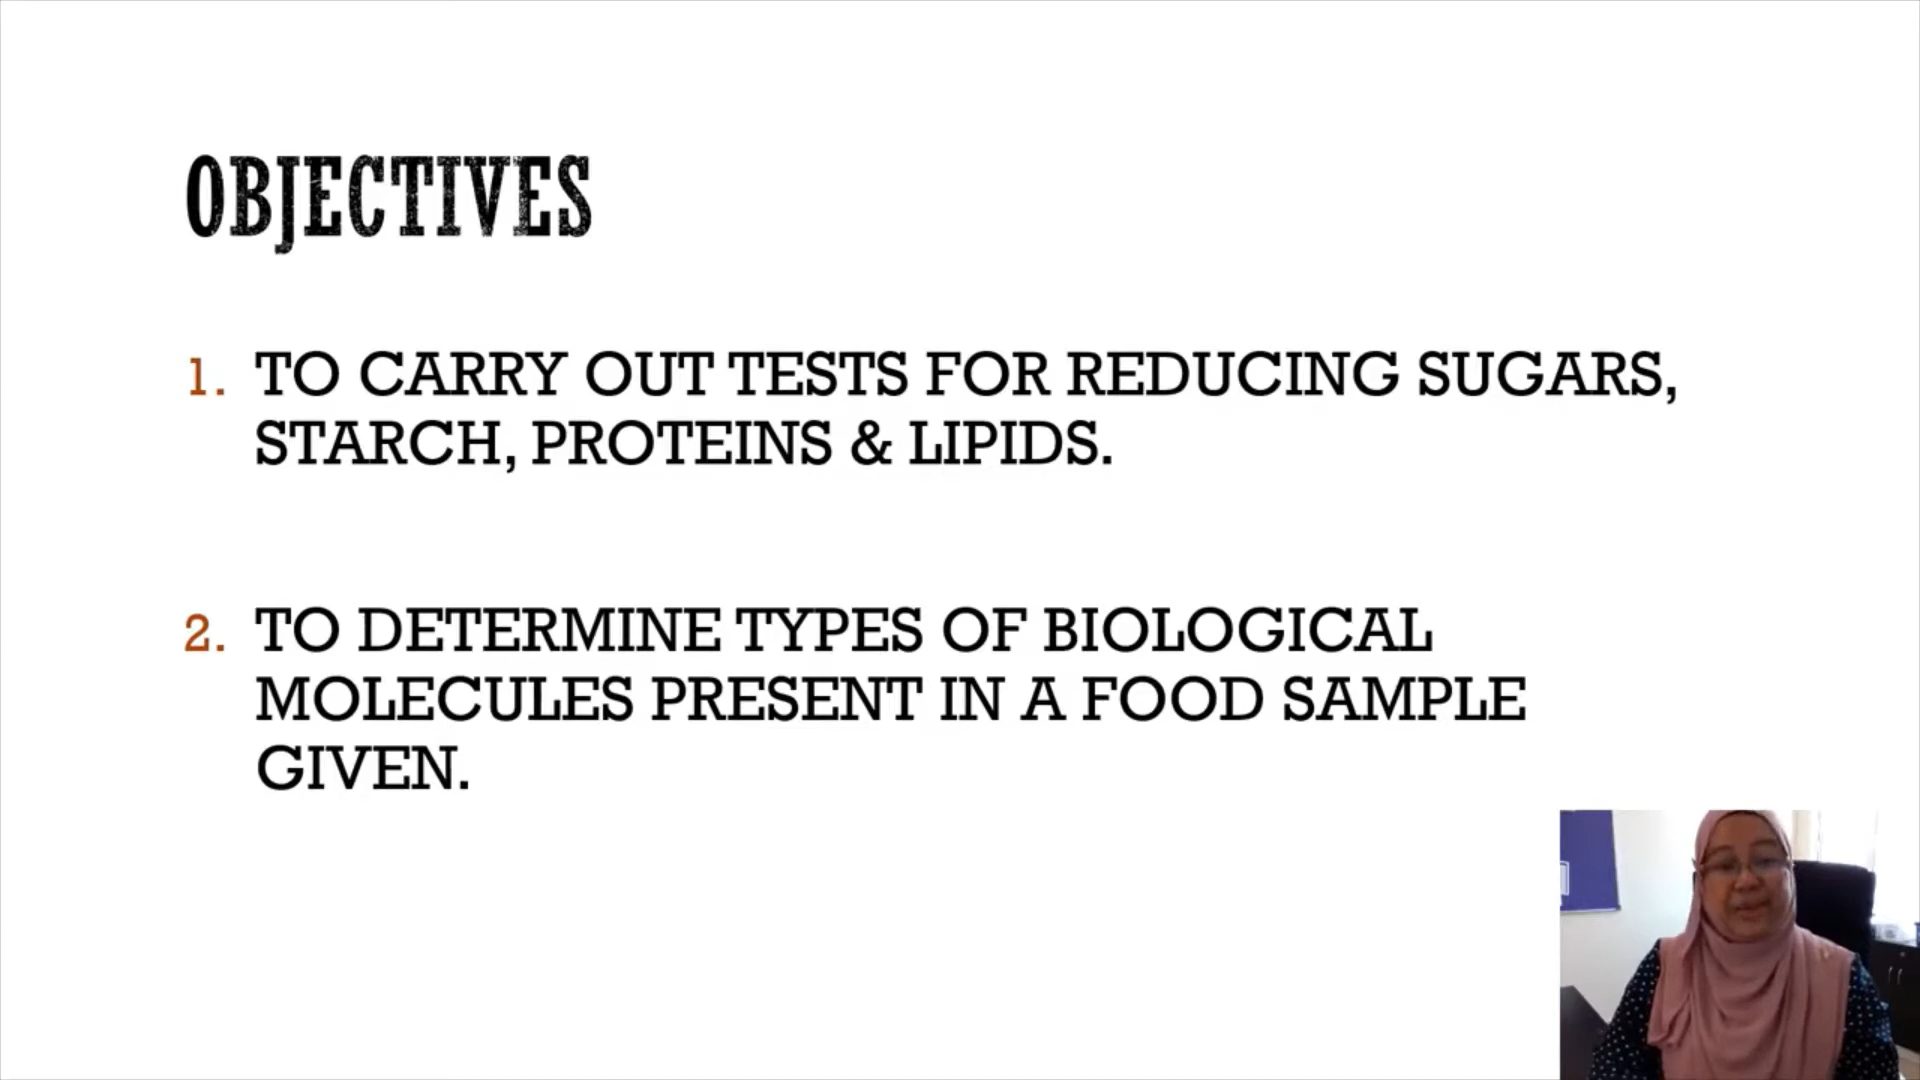 OBJECTIVES
1. TO CARRY OUT TESTS FOR REDUCING SUGARS,
STARCH, PROTEINS & LIPIDS.
2. TO DETERMINE TYPES OF BIOLOGICAL
MOLECULES PRESENT IN A FOOD SAMPLE
GIVEN.